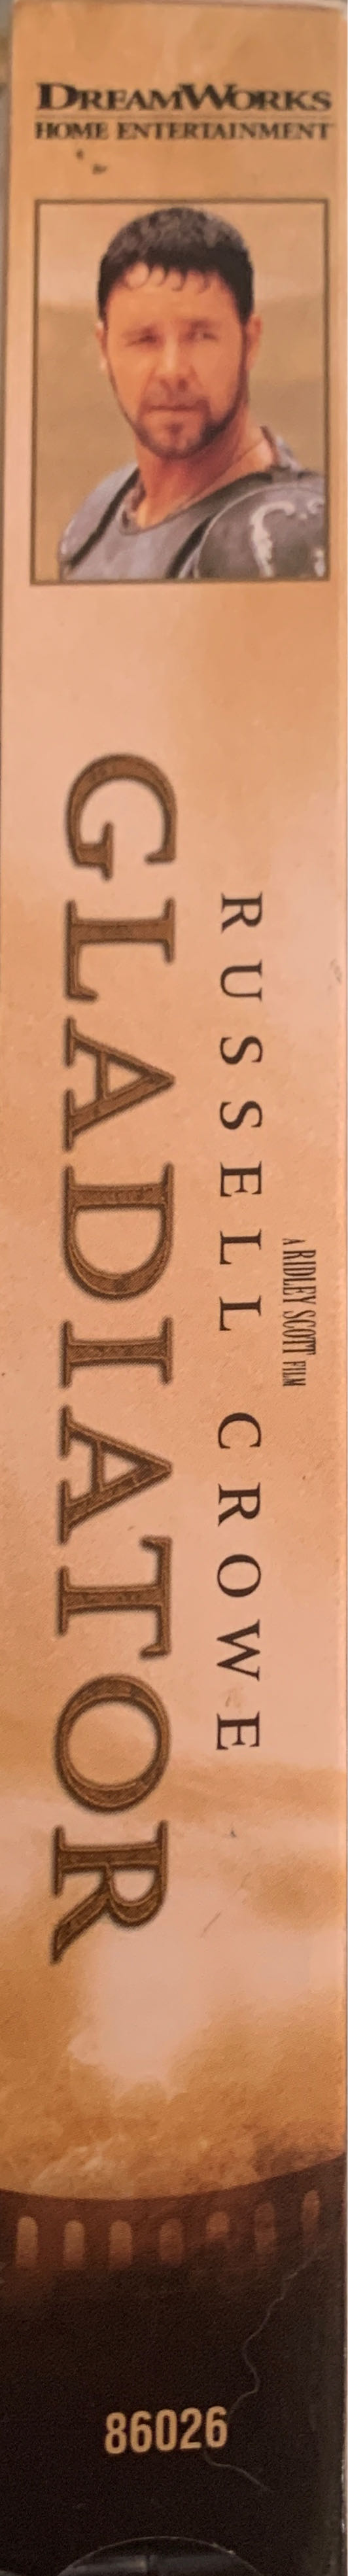 DREAMWORKS
HOME ENTERTAINMENT
A RIDLEY SCOTT FILM
RUSSELL CROWE
GLADIATOR
86026